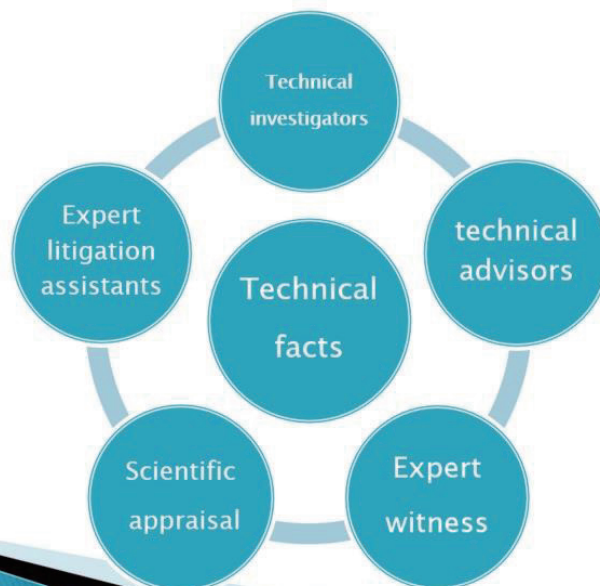 Technical
investigators
technical
advisors
Expert
witness
Scientific
appraisal
Expert
litigation
assistants
Technical
facts